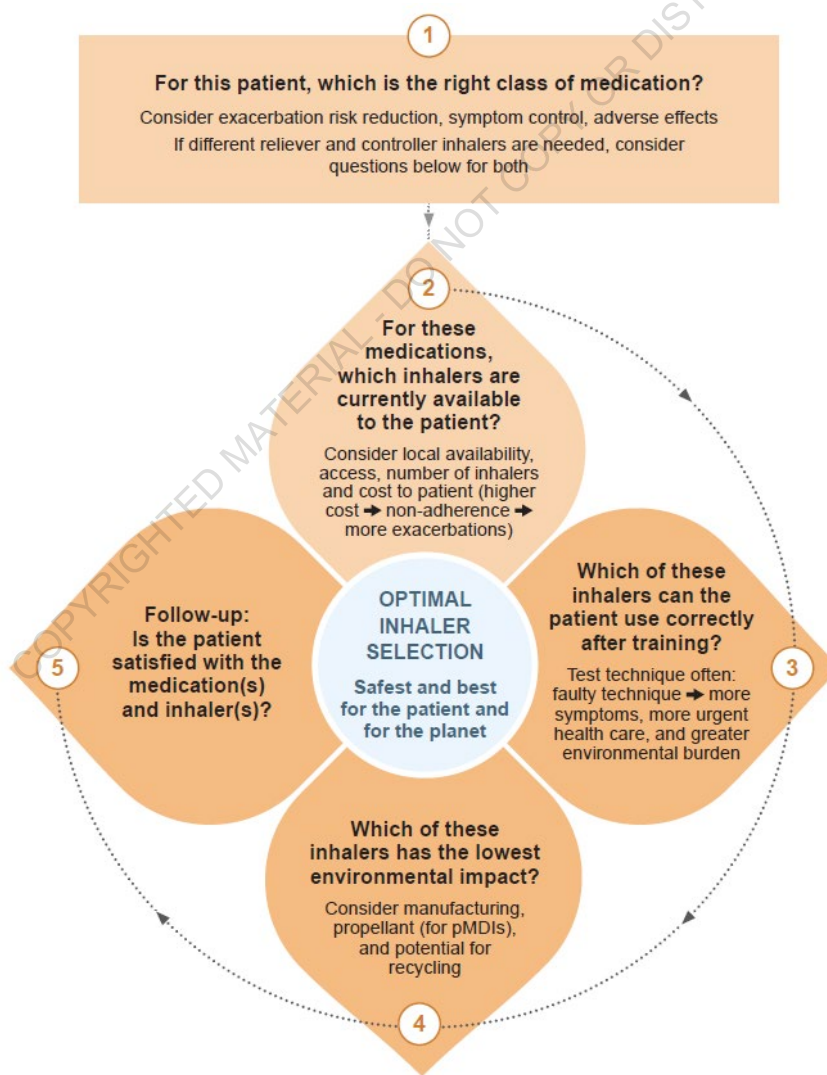 1
For this patient, which is the right class of medication?
Consider exacerbation risk reduction, symptom control, adverse effects
If different reliever and controller inhalers are needed, consider
questions below for both
2
For these
medications,
which inhalers are
currently available
to the patient?
Consider local availability,
access, number of inhalers
and cost to patient (higher
cost ➔ non-adherence ➔
more exacerbations)
3
Which of these
inhalers can the
patient use correctly
after training?
Test technique often:
faulty technique ➔ more
symptoms, more urgent
health care, and greater
environmental burden
4
Which of these
inhalers has the lowest
environmental impact?
Consider manufacturing,
propellant (for pMDIs),
and potential for
recycling
5
Follow-up:
Is the patient
satisfied with the
medication(s)
and inhaler(s)?
OPTIMAL
INHALER
SELECTION
Safest and best
for the patient and
for the planet
COPYRIGHTED MATERIAL - DO NOT COPY OR DIST